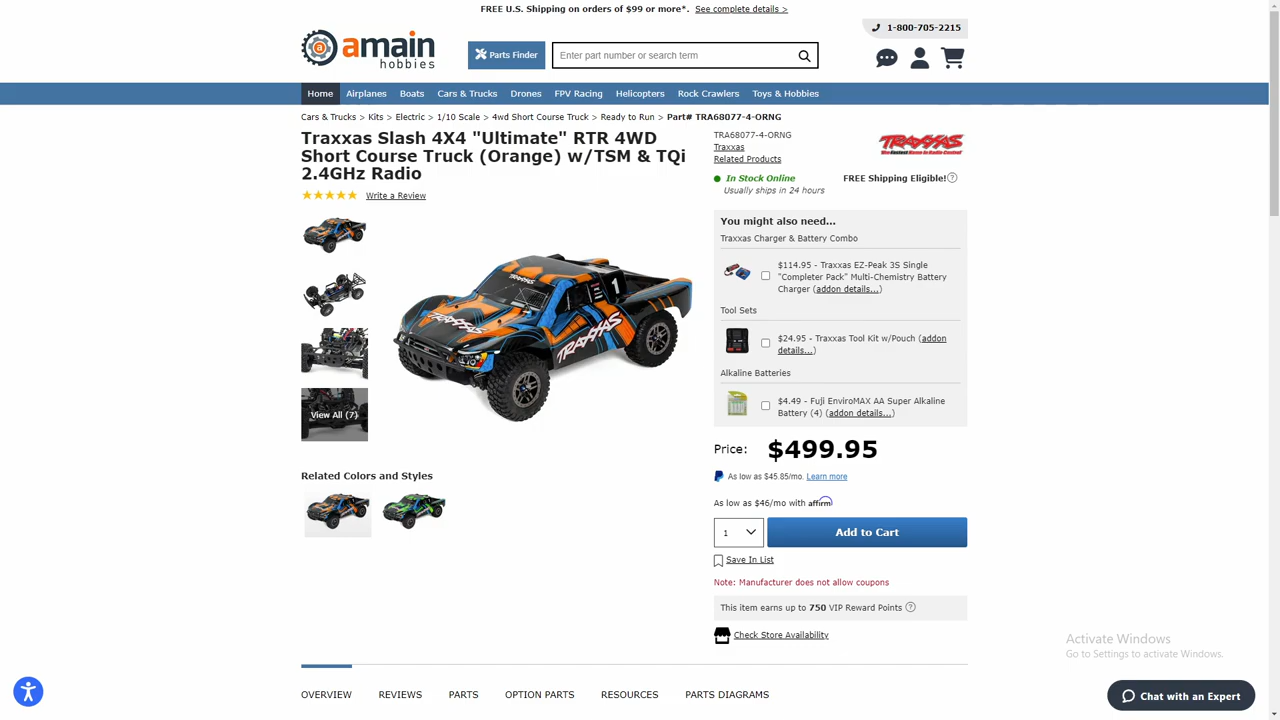 FREE U.S. Shipping on orders of $99 or more*. See complete details >
1-800-705-2215
amain
hobbies
Parts Finder
Enter part number or search term
Home Airplanes Boats Cars & Trucks Drones FPV Racing Helicopters Rock Crawlers Toys & Hobbies
Cars & Trucks > Kits > Electric > 1/10 Scale > 4wd Short Course Truck > Ready to Run > Part# TRA68077-4-ORNG
Traxxas Slash 4X4 "Ultimate" RTR 4WD
Short Course Truck (Orange) w/TSM & TQi
2.4GHz Radio
Write a Review
TRA68077-4-ORNG
Traxxas
Related Products
TRAXXAS
The Fastest Name in Radio Control
In Stock Online
Usually ships in 24 hours
FREE Shipping Eligible!
You might also need...
Traxxas Charger & Battery Combo
$114.95 - Traxxas EZ-Peak 3S Single
"Completer Pack" Multi-Chemistry Battery
Charger (addon details...)
Tool Sets
$24.95 - Traxxas Tool Kit w/Pouch (addon
details...)
Alkaline Batteries
$4.49 - Fuji EnviroMAX AA Super Alkaline
Battery (4) (addon details...)
TRAXXAS
TRAXXAS
TRAXXAS
1
View All (7)
Related Colors and Styles
Price: $499.95
As low as $45.85/mo. Learn more
As low as $46/mo with affirm
1
Add to Cart
Save In List
Note: Manufacturer does not allow coupons
This item earns up to 750 VIP Reward Points
Check Store Availability
Activate Windows
Go to Settings to activate Windows.
OVERVIEW REVIEWS PARTS OPTION PARTS RESOURCES PARTS DIAGRAMS
Chat with an Expert